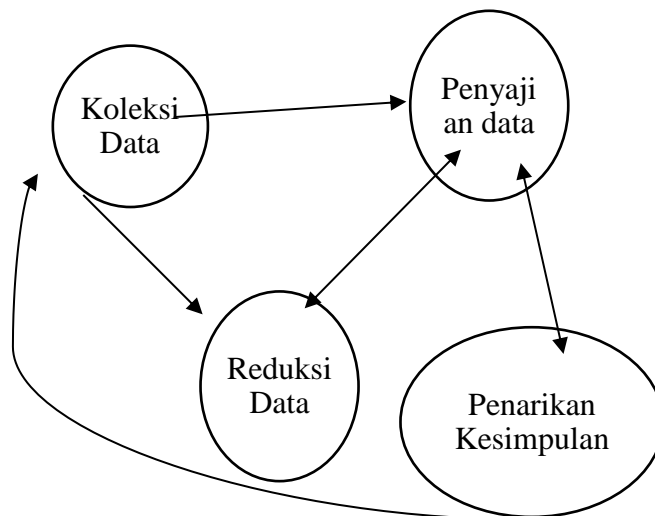 Koleksi
Data
Penyaji
an data
Reduksi
Data
Penarikan
Kesimpulan